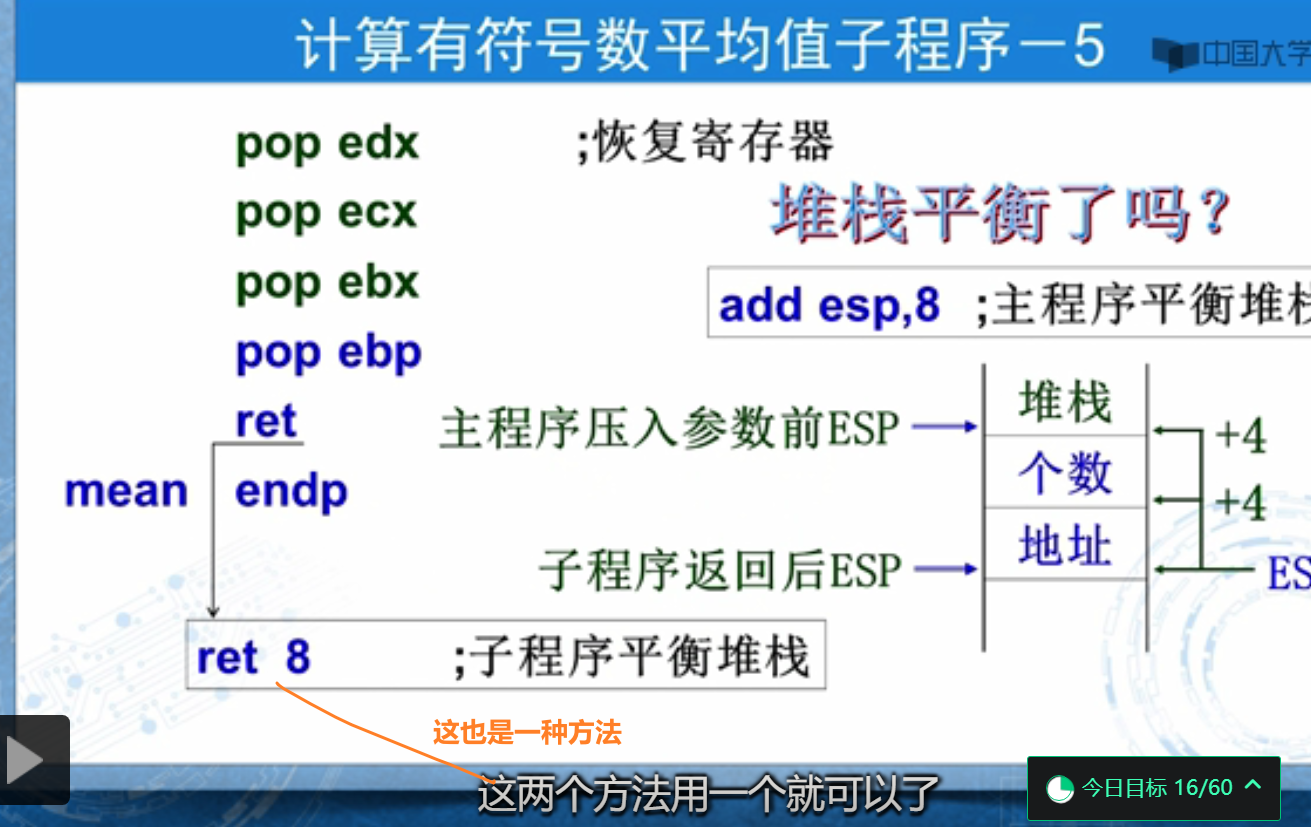 计算有符号数平均值子程序－5
中国大学
pop edx ;恢复寄存器
pop ecx
堆栈平衡了吗？
pop ebx
add esp,8 ;主程序平衡堆
pop ebp
ret
主程序压入参数前ESP
堆栈
+4
mean endp
个数
+4
子程序返回后ESP
地址
ES
ret 8 ;子程序平衡堆栈
这也是一种方法
这两个方法用一个就可以了
今日目标 16/60